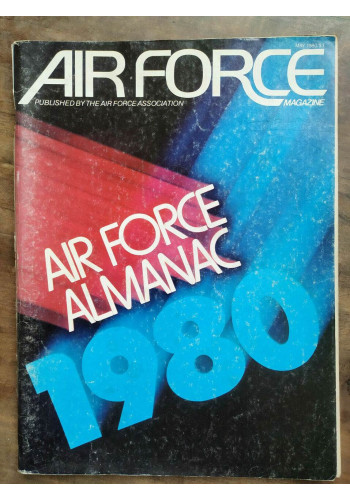 AIR FORCE
MAGAZINE
PUBLISHED BY THE AIR FORCE ASSOCIATION
AIR FORCE
ALMANAC
1980